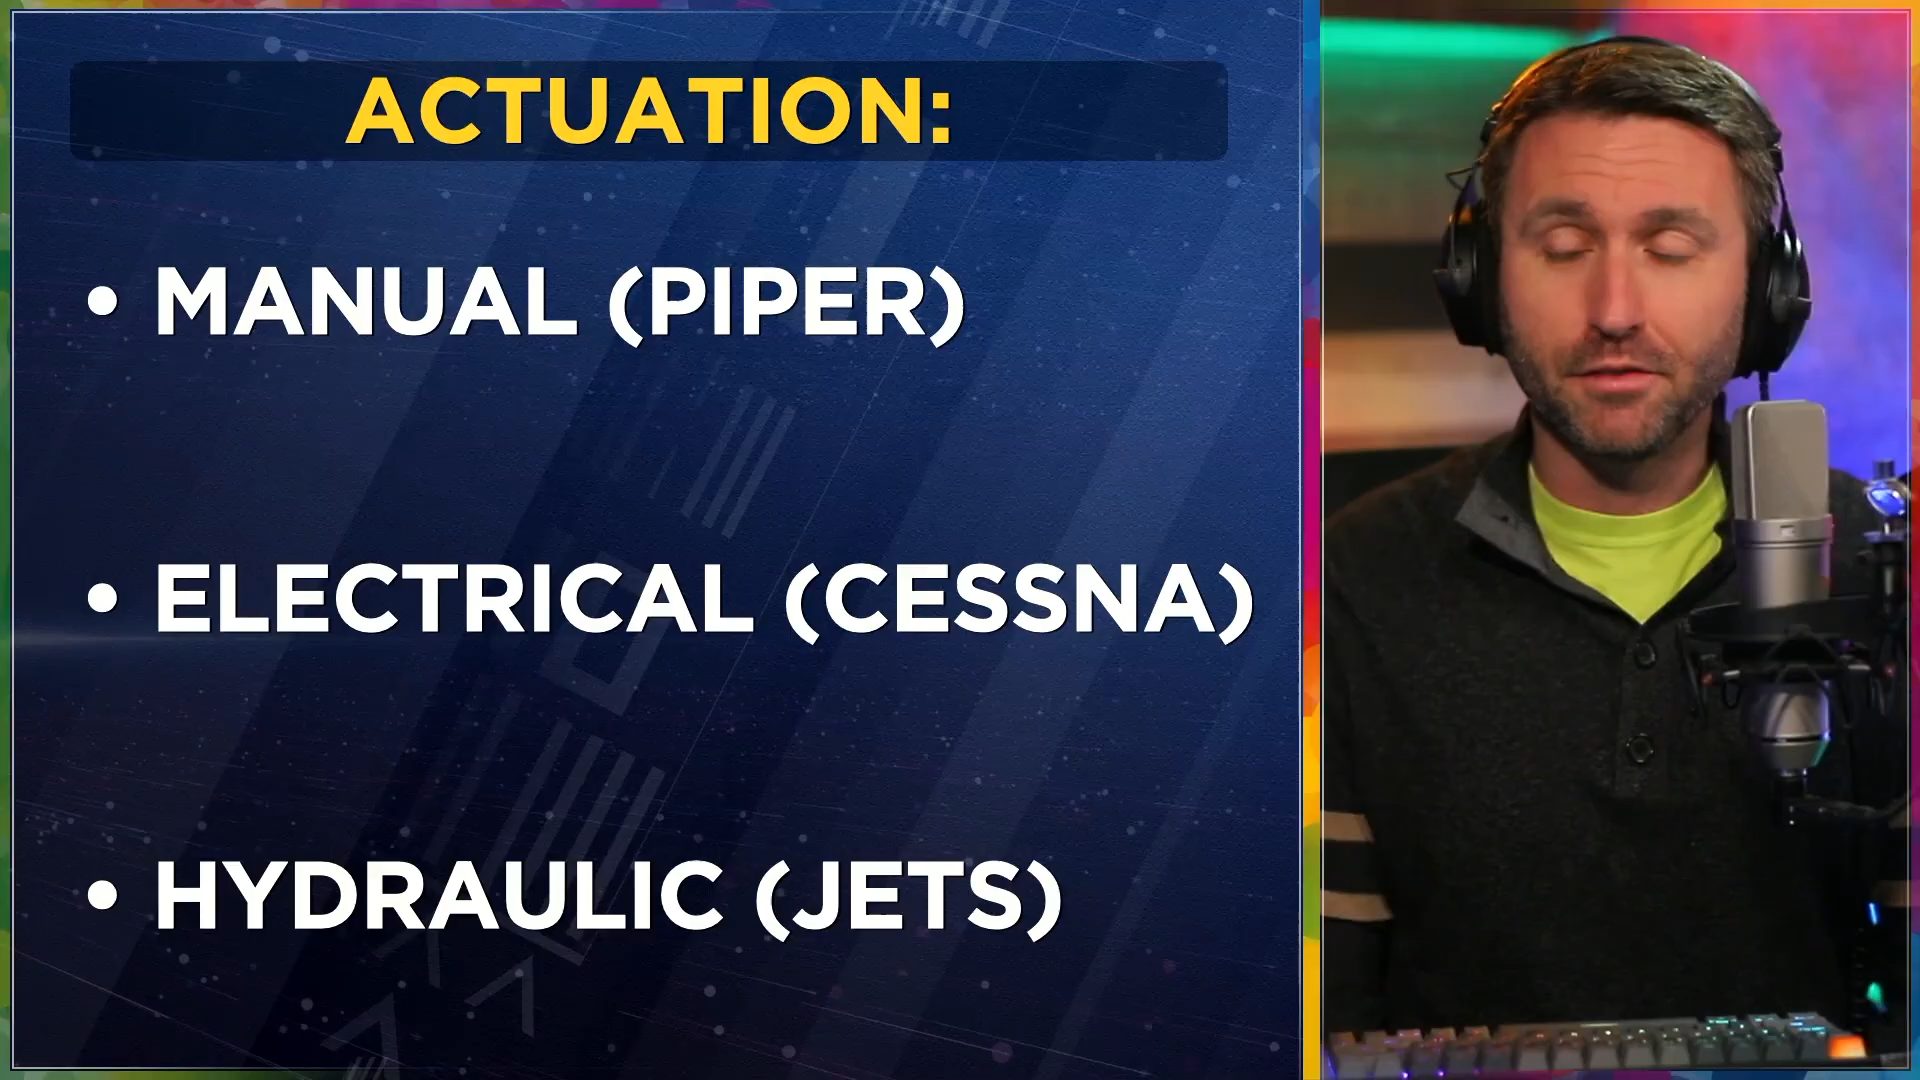 ACTUATION:
• MANUAL (PIPER)
• ELECTRICAL (CESSNA)
• HYDRAULIC (JETS)